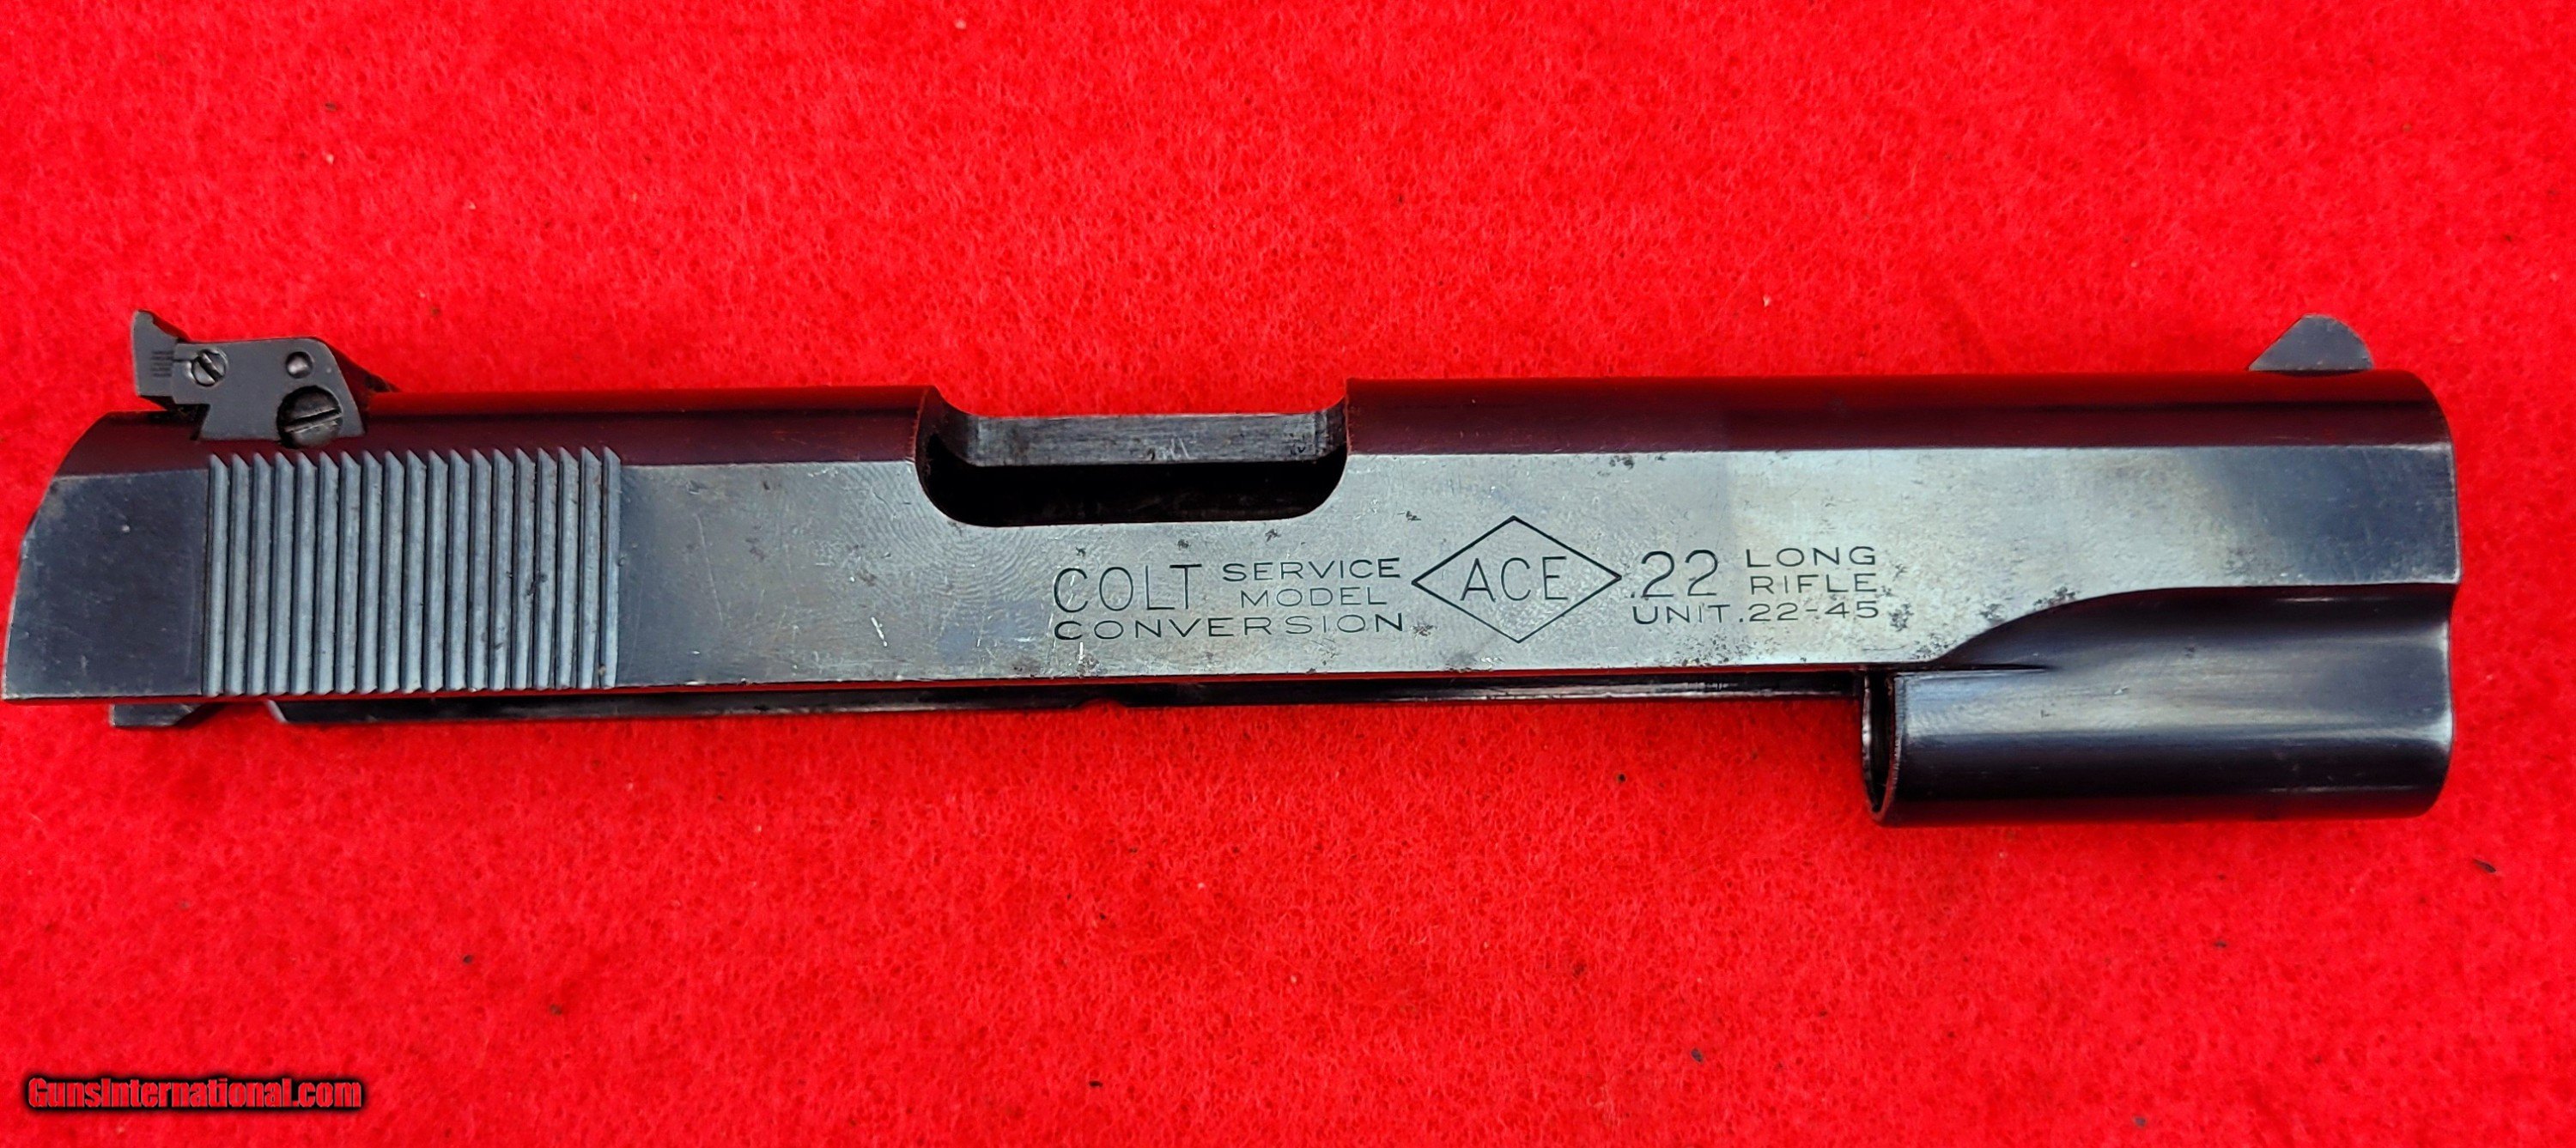 COLT SERVICE MODEL CONVERSION
ACE
.22 LONG RIFLE
UNIT .22-45
GunsInternational.com